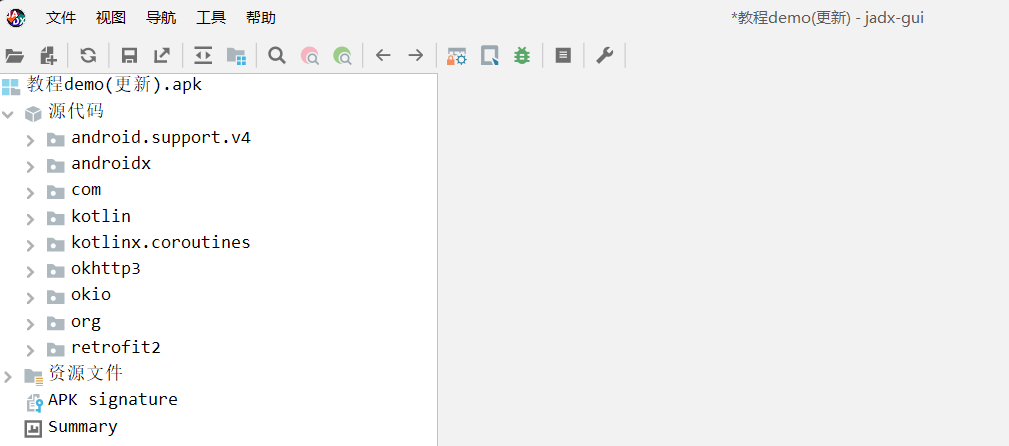 文件 视图 导航 工具 帮助 *教程demo(更新) - jadx-gui
教程demo(更新).apk
源代码
android.support.v4
androidx
com
kotlin
kotlinx.coroutines
okhttp3
okio
org
retrofit2
资源文件
APK signature
Summary